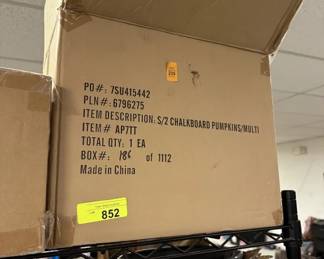 PO#: 7SU415442
PLN#: 6796275
ITEM DESCRIPTION: S/2 CHALKBOARD PUMPKINS/MULTI
ITEM# AP7TT
TOTAL QTY: 1 EA
BOX#: 186 of 1112
Made in China
852